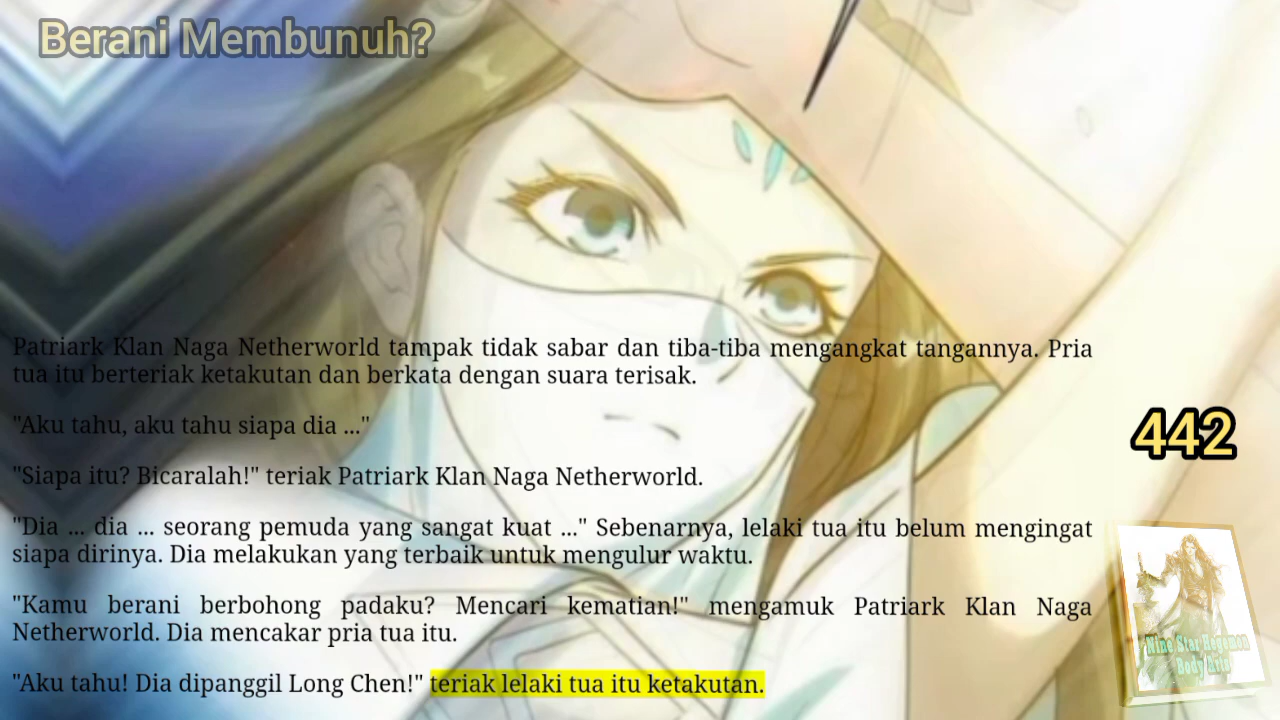 Berani Membunuh?
Patriark Klan Naga Netherworld tampak tidak sabar dan tiba-tiba mengangkat tangannya. Pria
tua itu berteriak ketakutan dan berkata dengan suara terisak.
"Aku tahu, aku tahu siapa dia ..."
"Siapa itu? Bicaralah!" teriak Patriark Klan Naga Netherworld.
"Dia ... dia ... seorang pemuda yang sangat kuat ..." Sebenarnya, lelaki tua itu belum mengingat
siapa dirinya. Dia melakukan yang terbaik untuk mengulur waktu.
"Kamu berani berbohong padaku? Mencari kematian!" mengamuk Patriark Klan Naga
Netherworld. Dia mencakar pria tua itu.
"Aku tahu! Dia dipanggil Long Chen!" teriak lelaki tua itu ketakutan.
442
Nine Star Hegemon
Body Arts